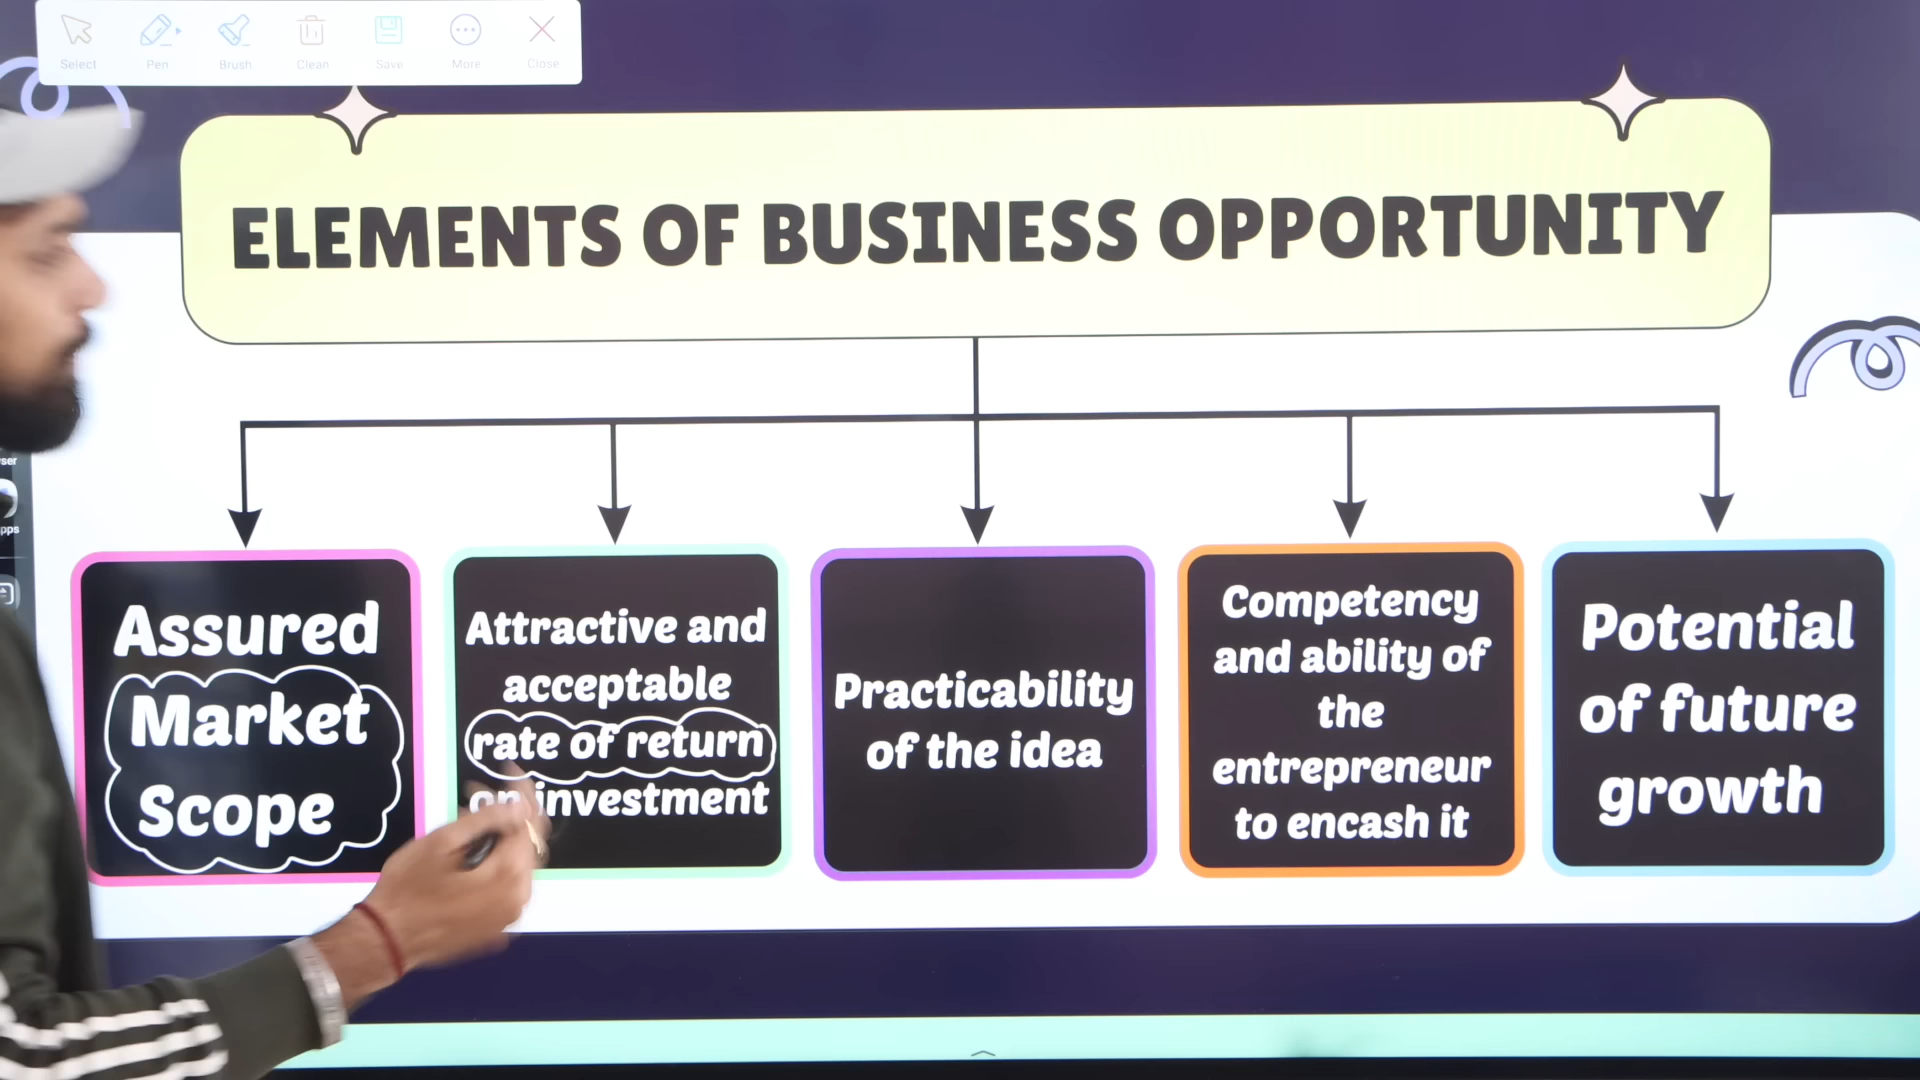 Select
Pen
Brush
Clean
Save
More
Close
ELEMENTS OF BUSINESS OPPORTUNITY
Assured
Market
Scope
Attractive and
acceptable
rate of return
on investment
Practicability
of the idea
Competency
and ability of
the
entrepreneur
to encash it
Potential
of future
growth